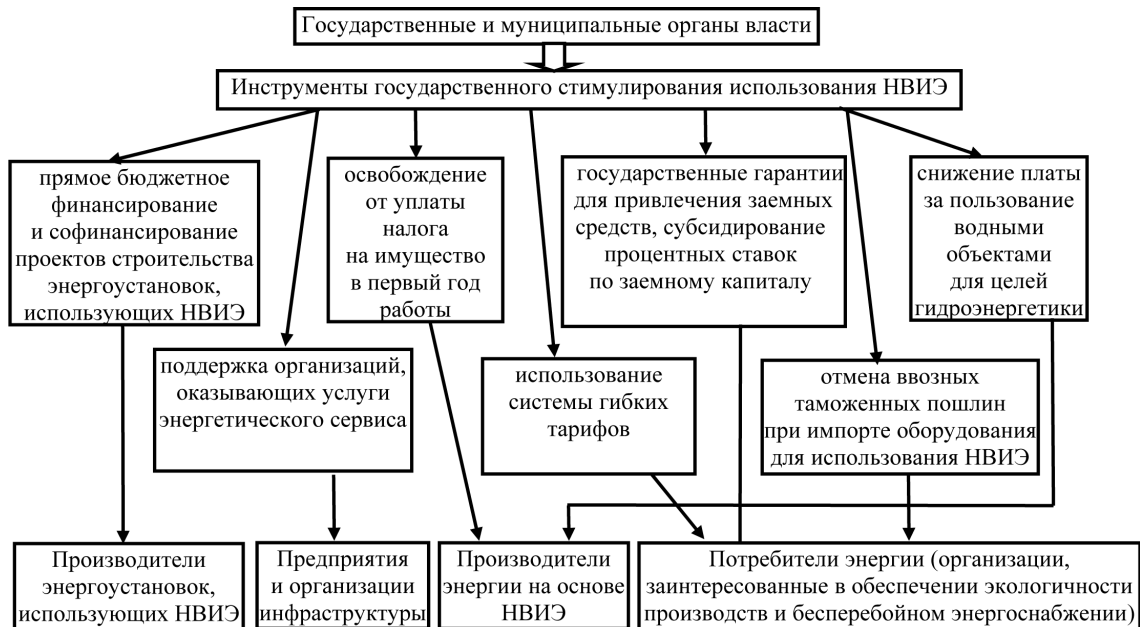 Государственные и муниципальные органы власти
Инструменты государственного стимулирования использования НВИЭ
прямое бюджетное
финансирование
и софинансирование
проектов строительства
энергоустановок,
использующих НВИЭ
освобождение
от уплаты
налога
на имущество
в первый год
работы
государственные гарантии
для привлечения заемных
средств, субсидирование
процентных ставок
по заемному капиталу
снижение платы
за пользование
водными
объектами
для целей
гидроэнергетики
поддержка организаций,
оказывающих услуги
энергетического сервиса
использование
системы гибких
тарифов
отмена ввозных
таможенных пошлин
при импорте оборудования
для использования НВИЭ
Производители
энергоустановок,
использующих НВИЭ
Предприятия
и организации
инфраструктуры
Производители
энергии на основе
НВИЭ
Потребители энергии (организации,
заинтересованные в обеспечении экологичности
производств и бесперебойном энергоснабжении)